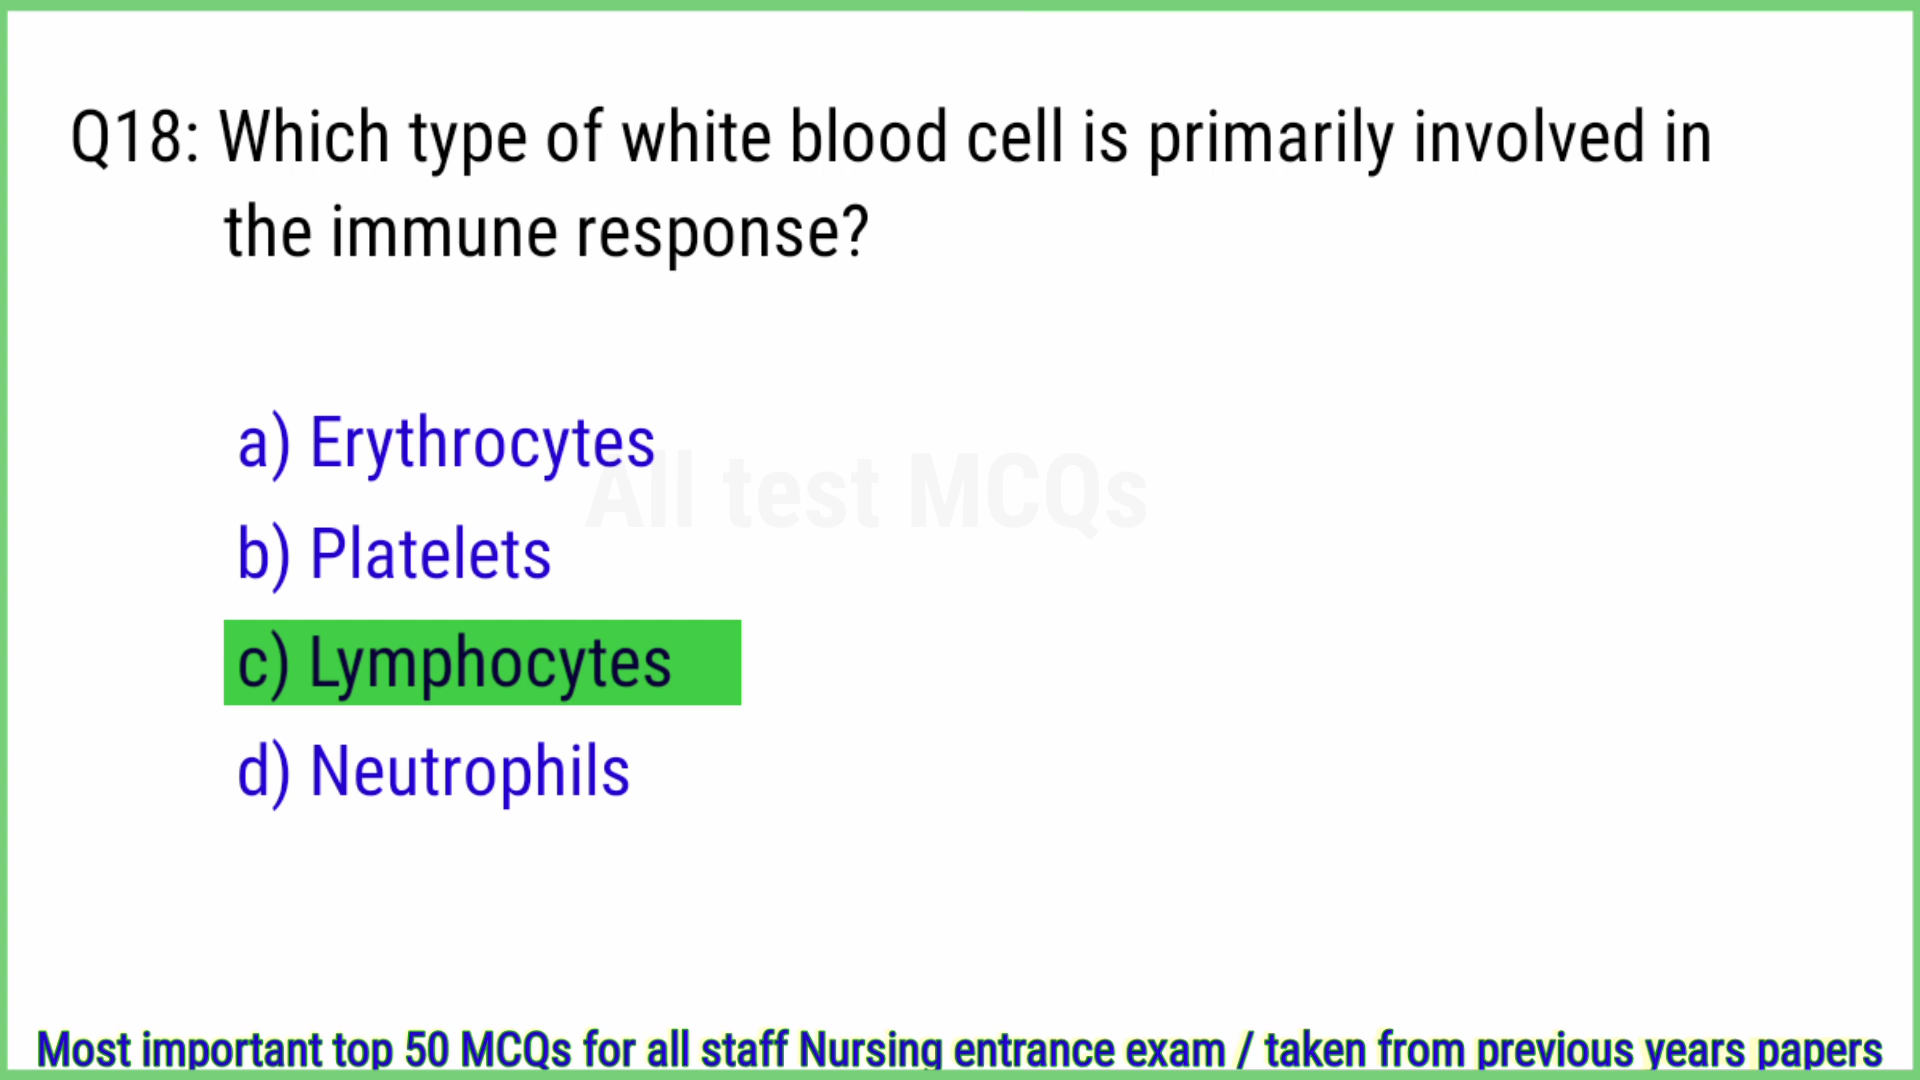 Q18: Which type of white blood cell is primarily involved in
the immune response?
a) Erythrocytes
All test MCQs
b) Platelets
c) Lymphocytes
d) Neutrophils
Most important top 50 MCQs for all staff Nursing entrance exam / taken from previous years papers